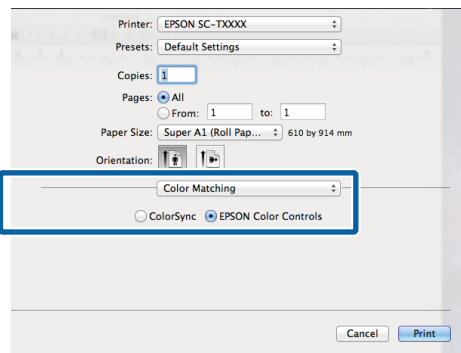 Printer: EPSON SC-TXXXX
Presets: Default Settings
Copies: 1
Pages: All
From: 1 to: 1
Paper Size: Super A1 (Roll Pap... 610 by 914 mm
Orientation:
Color Matching
ColorSync EPSON Color Controls
Cancel Print